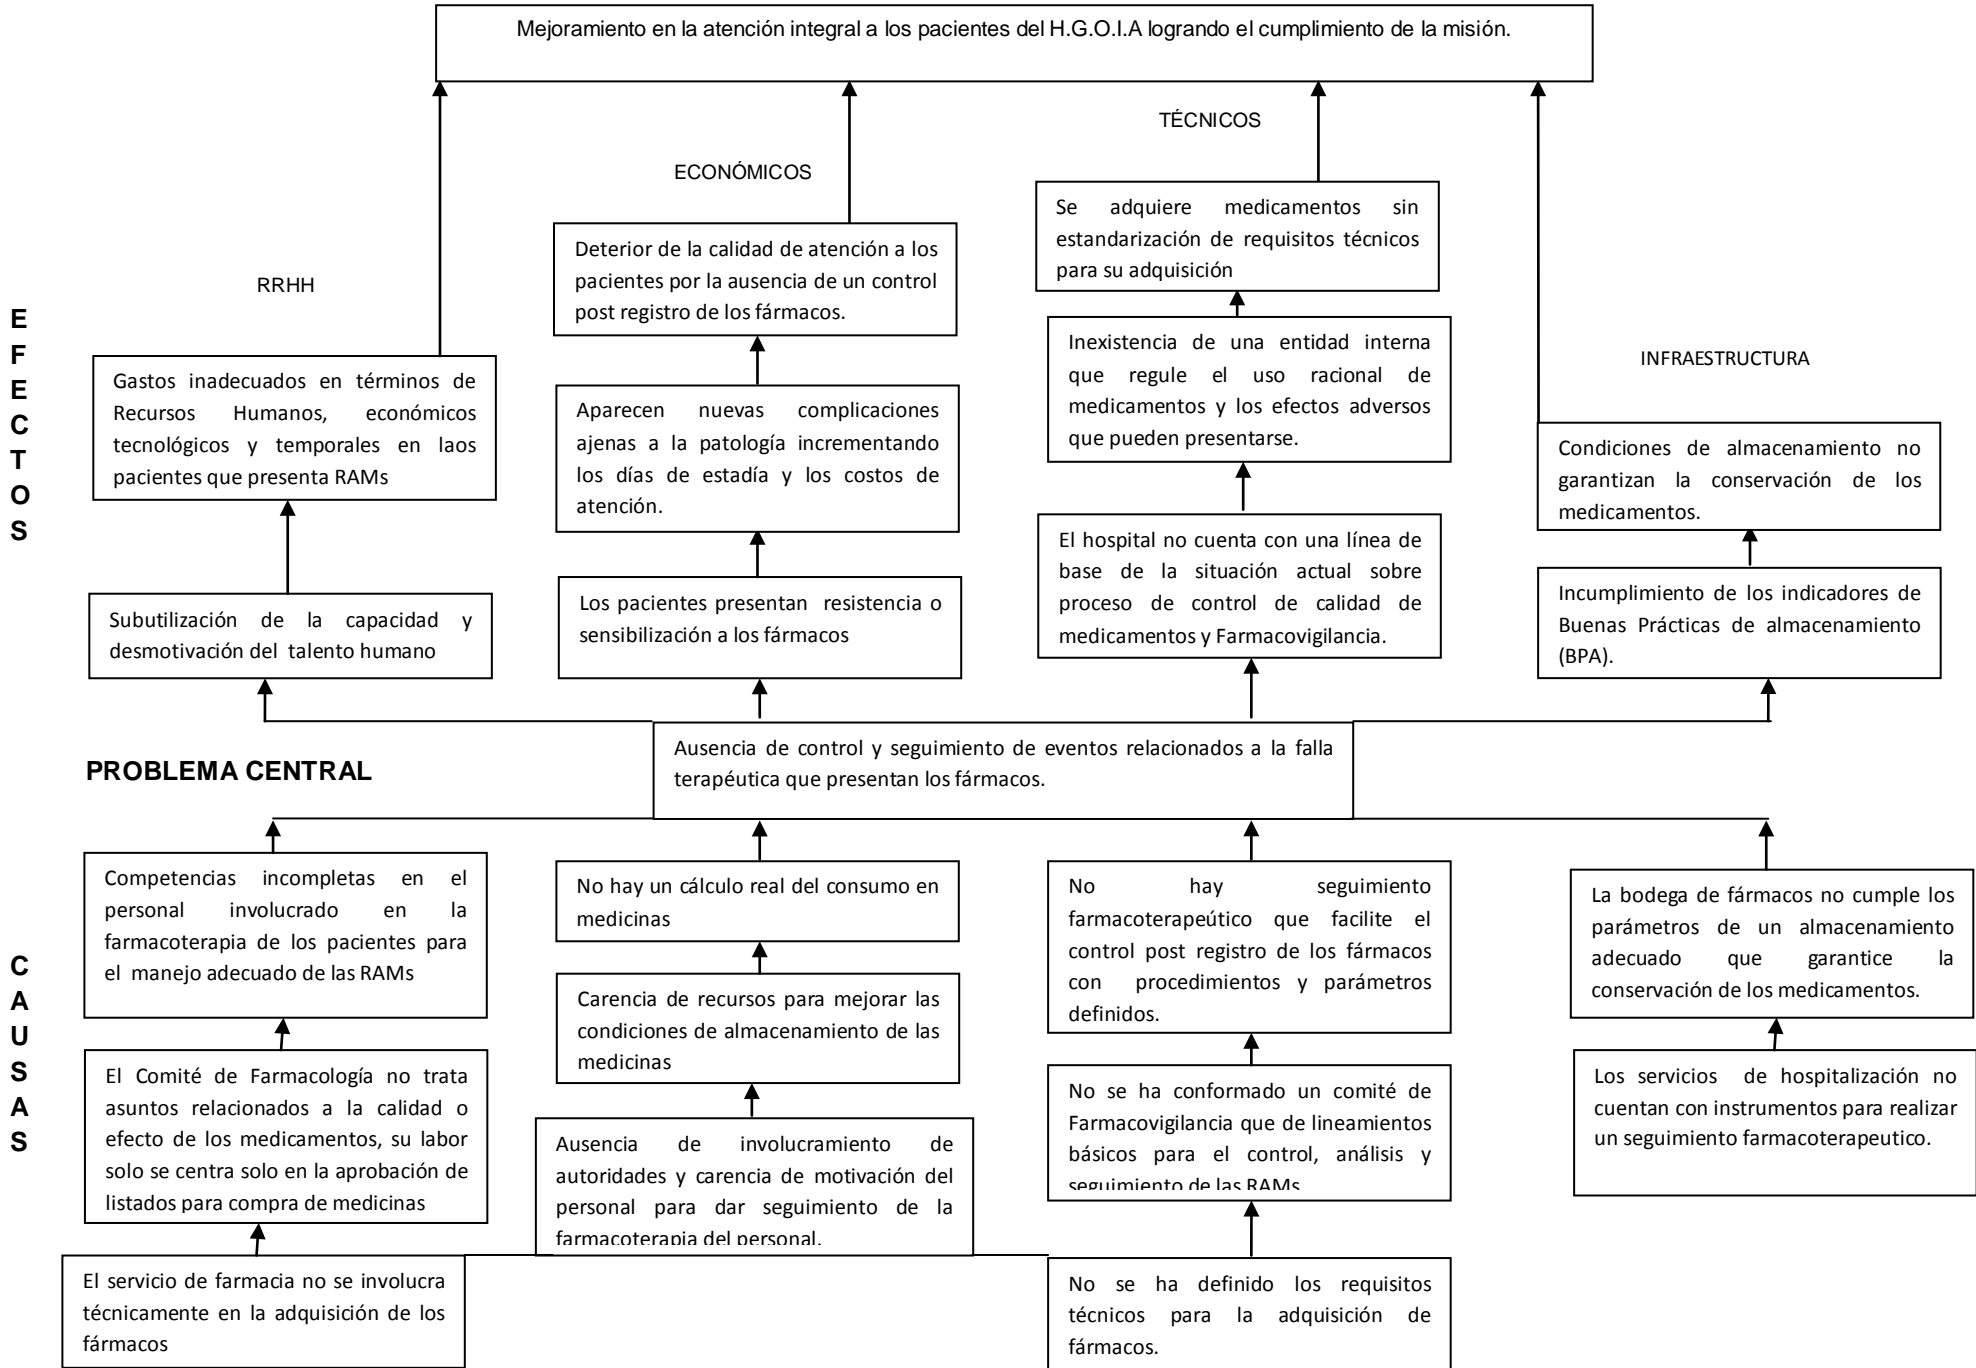 Mejoramiento en la atención integral a los pacientes del H.G.O.I.A logrando el cumplimiento de la misión.
TÉCNICOS
ECONÓMICOS
RRHH
INFRAESTRUCTURA
EFECTOS
Gastos inadecuados en términos de
Recursos Humanos, económicos
tecnológicos y temporales en laos
pacientes que presenta RAMs
Subutilización de la capacidad y
desmotivación del talento humano
Deterior de la calidad de atención a los
pacientes por la ausencia de un control
post registro de los fármacos.
Aparecen nuevas complicaciones
ajenas a la patología incrementando
los días de estadía y los costos de
atención.
Los pacientes presentan resistencia o
sensibilización a los fármacos
Se adquiere medicamentos sin
estandarización de requisitos técnicos
para su adquisición
Inexistencia de una entidad interna
que regule el uso racional de
medicamentos y los efectos adversos
que pueden presentarse.
El hospital no cuenta con una línea de
base de la situación actual sobre
proceso de control de calidad de
medicamentos y Farmacovigilancia.
Condiciones de almacenamiento no
garantizan la conservación de los
medicamentos.
Incumplimiento de los indicadores de
Buenas Prácticas de almacenamiento
(BPA).
PROBLEMA CENTRAL
Ausencia de control y seguimiento de eventos relacionados a la falla
terapéutica que presentan los fármacos.
CAUSAS
Competencias incompletas en el
personal involucrado en la
farmacoterapia de los pacientes para
el manejo adecuado de las RAMs
El Comité de Farmacología no trata
asuntos relacionados a la calidad o
efecto de los medicamentos, su labor
solo se centra solo en la aprobación de
listados para compra de medicinas
El servicio de farmacia no se involucra
técnicamente en la adquisición de los
fármacos
No hay un cálculo real del consumo en
medicinas
Carencia de recursos para mejorar las
condiciones de almacenamiento de las
medicinas
Ausencia de involucramiento de
autoridades y carencia de motivación del
personal para dar seguimiento de la
farmacoterapia del personal.
No hay seguimiento
farmacoterapeútico que facilite el
control post registro de los fármacos
con procedimientos y parámetros
definidos.
No se ha conformado un comité de
Farmacovigilancia que de lineamientos
básicos para el control, análisis y
seguimiento de las RAMs
No se ha definido los requisitos
técnicos para la adquisición de
fármacos.
La bodega de fármacos no cumple los
parámetros de un almacenamiento
adecuado que garantice la
conservación de los medicamentos.
Los servicios de hospitalización no
cuentan con instrumentos para realizar
un seguimiento farmacoterapeutico.